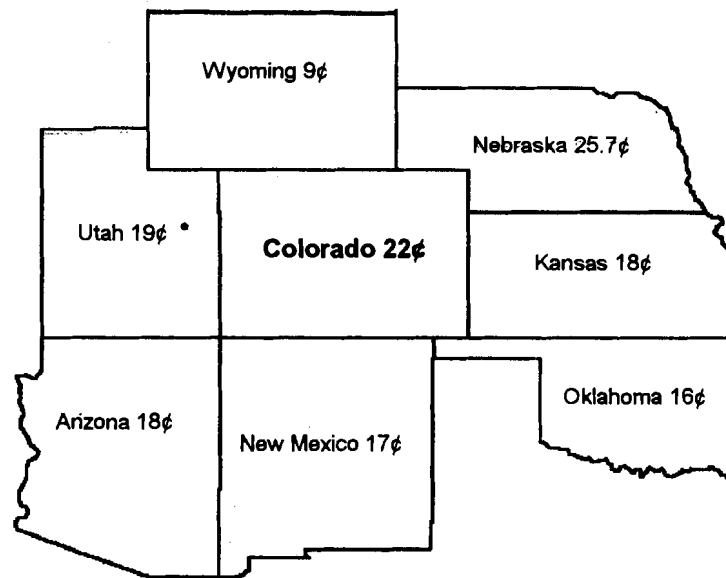 Wyoming 9¢
Nebraska 25.7¢
Utah 19¢ *
Colorado 22¢
Kansas 18¢
Arizona 18¢
New Mexico 17¢
Oklahoma 16¢